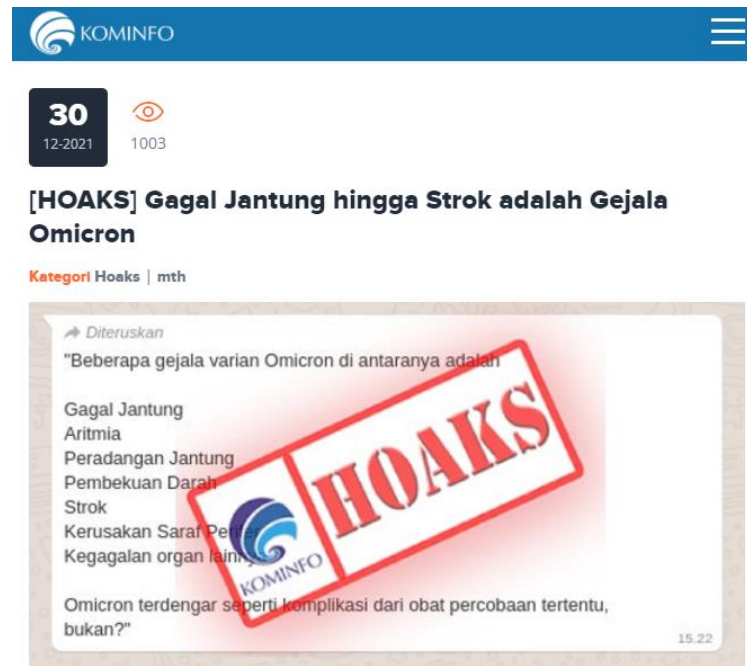 KOMINFO
30
12-2021
1003
[HOAKS] Gagal Jantung hingga Strok adalah Gejala
Omicron
Kategori Hoaks | mth
Diteruskan
"Beberapa gejala varian Omicron di antaranya adalah
Gagal Jantung
Aritmia
Peradangan Jantung
Pembekuan Darah
Strok
Kerusakan Saraf Perifer
Kegagalan organ lainnya
HOAKS
KOMINFO
Omicron terdengar seperti komplikasi dari obat percobaan tertentu,
bukan?"
15.22